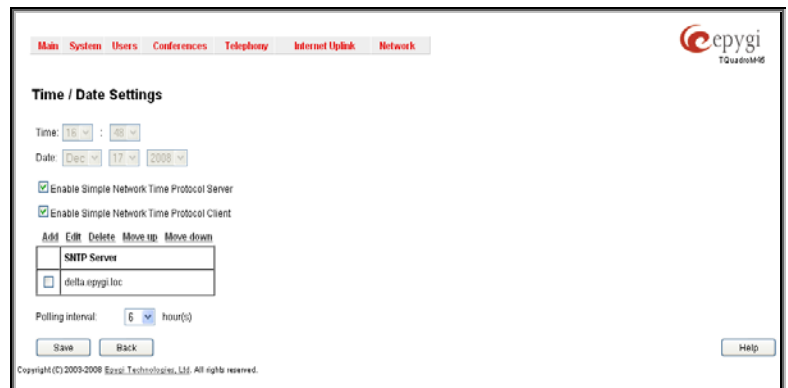 Main System Users Conferences Telephony Internet Uplink Network
epygi
TQuadroM46
Time / Date Settings
Time: 16 : 48
Date: Dec 17 2008
Enable Simple Network Time Protocol Server
Enable Simple Network Time Protocol Client
Add Edit Delete Move up Move down
SNTP Server
delta.epygi.loc
Polling interval: 6 hour(s)
Save Back Help
Copyright (C) 2003-2008 Epygi Technologies, Ltd. All rights reserved.